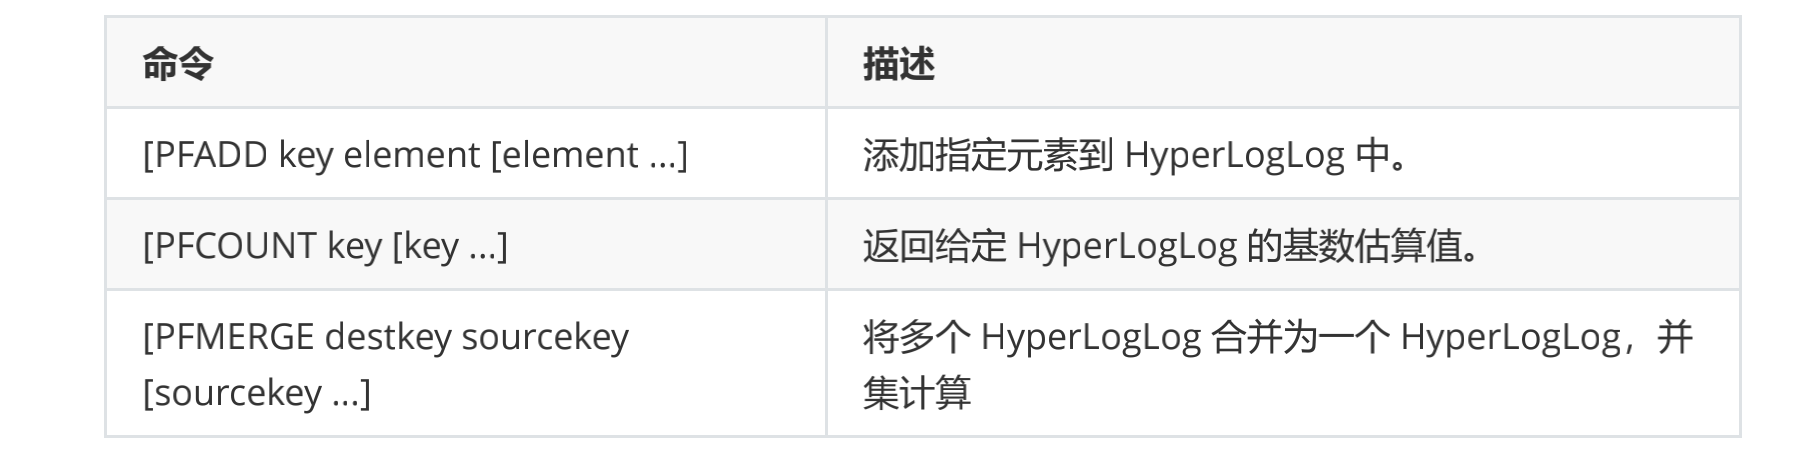 命令
描述
[PFADD key element [element ...]
添加指定元素到 HyperLogLog 中。
[PFCOUNT key [key ...]
返回给定 HyperLogLog 的基数估算值。
[PFMERGE destkey sourcekey
[sourcekey ...]
将多个 HyperLogLog 合并为一个 HyperLogLog，并
集计算